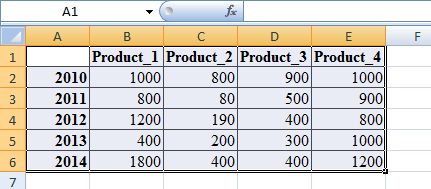 A1 fx
A B C D E F
1 Product_1 Product_2 Product_3 Product_4
2 2010 1000 800 900 1000
3 2011 800 80 500 900
4 2012 1200 190 400 800
5 2013 400 200 300 1000
6 2014 1800 400 400 1200
7